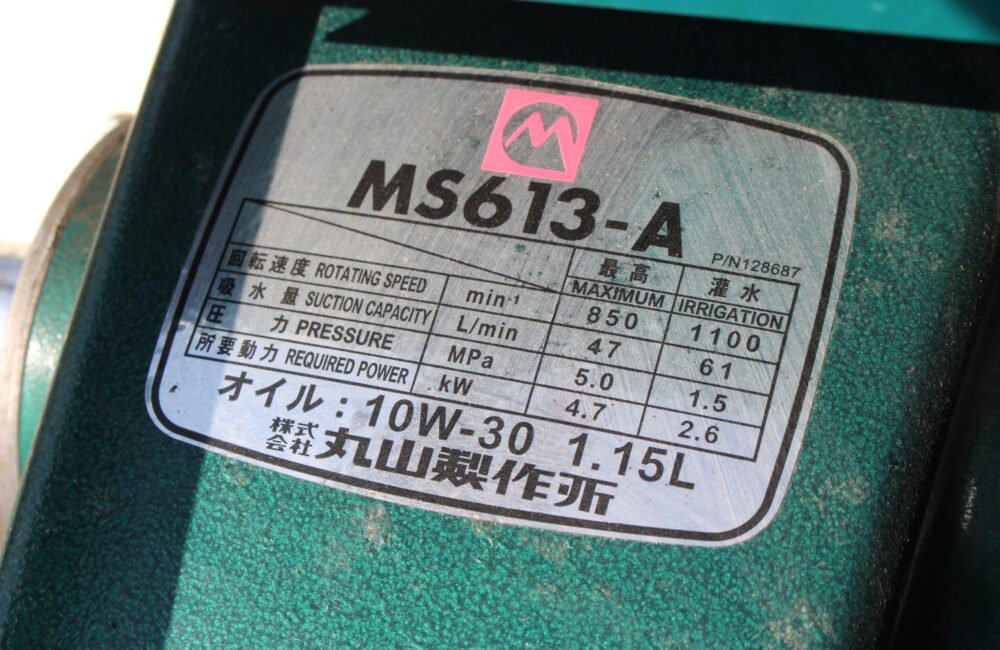 MS613-A
P/N128687
最高 灌水
MAXIMUM IRRIGATION
回転速度 ROTATING SPEED min⁻¹ 850 1100
吸水量 SUCTION CAPACITY L/min 47 61
圧力 PRESSURE MPa 5.0 1.5
所要動力 REQUIRED POWER kW 4.7 2.6
オイル：10W-30 1.15L
株式会社 丸山製作所